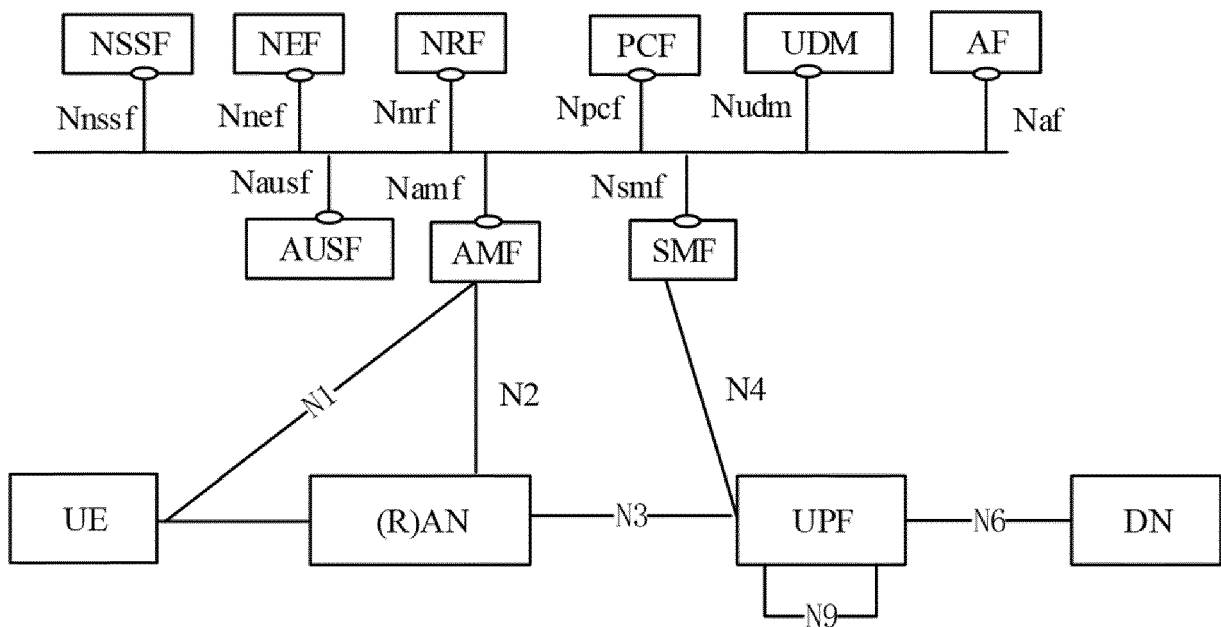 NSSF NEF NRF PCF UDM AF
Nnssf Nnef Nnrf Npcf Nudm Naf
Nausf Namf Nsmf
AUSF AMF SMF
N1 N2 N4
UE (R)AN N3 UPF N6 DN
N9